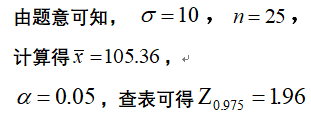 由题意可知， σ=10 ， n=25 ，
计算得 x̄=105.36 ，
α=0.05 ，查表可得 Z₀.₉₇₅ =1.96